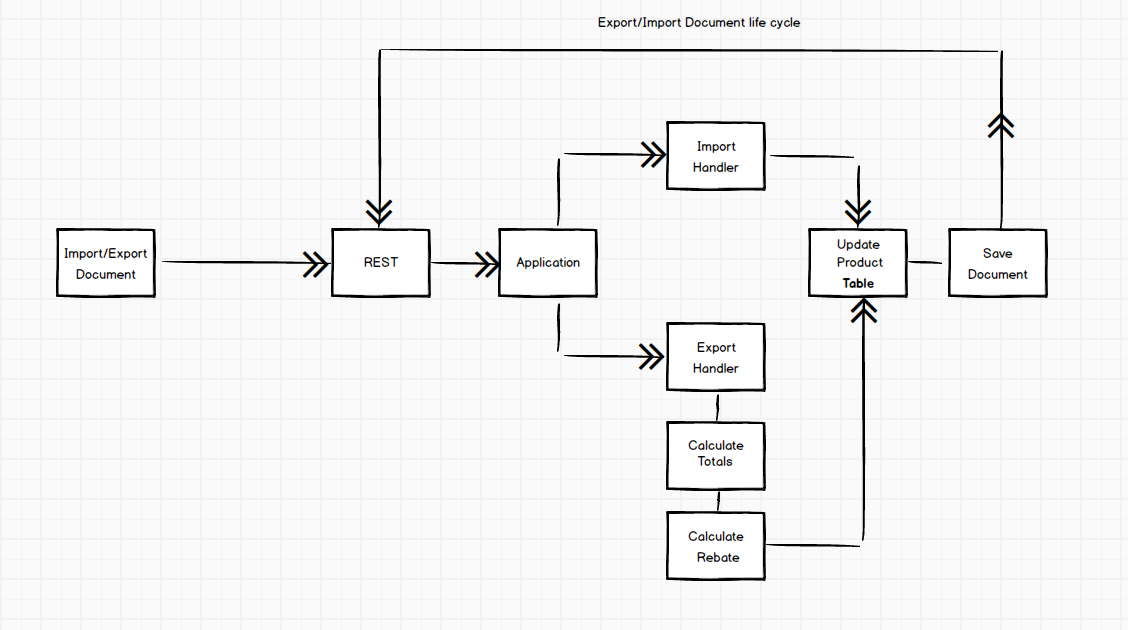 Export/Import Document life cycle
Import
Handler
Import/Export
Document
REST
Application
Update
Product
Table
Save
Document
Export
Handler
Calculate
Totals
Calculate
Rebate